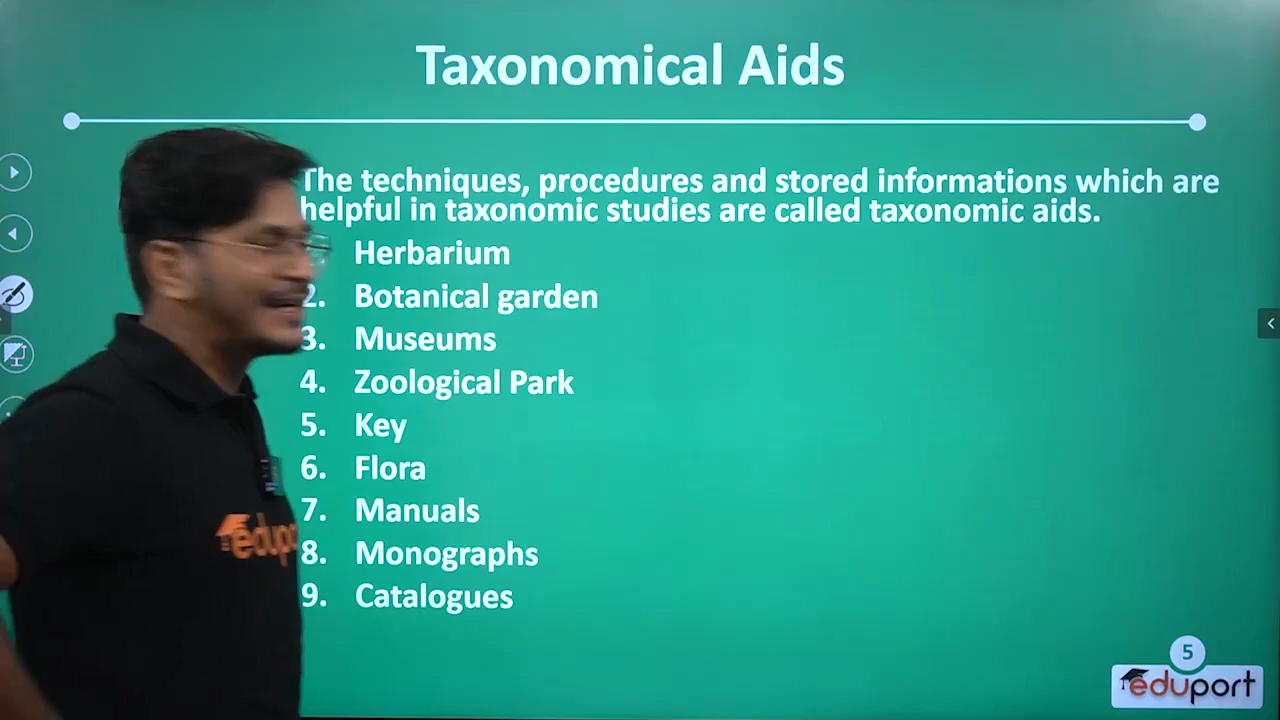 Taxonomical Aids
The techniques, procedures and stored informations which are
helpful in taxonomic studies are called taxonomic aids.
Herbarium
2. Botanical garden
3. Museums
4. Zoological Park
5. Key
6. Flora
7. Manuals
8. Monographs
9. Catalogues
edupo
5
eduport